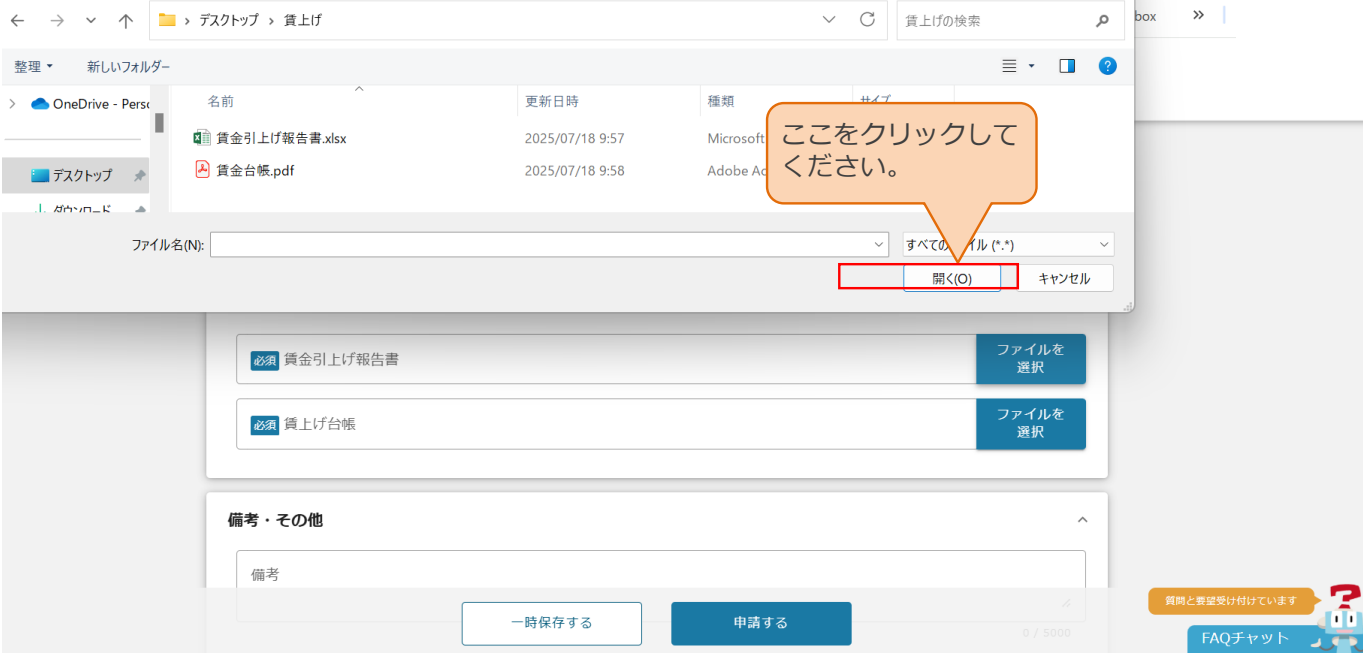 デスクトップ › 賃上げ
賃上げの検索
box
整理
新しいフォルダー
OneDrive - Perso
名前
更新日時
種類
サイズ
賃金引上げ報告書.xlsx
2025/07/18 9:57
Microsoft
賃金台帳.pdf
2025/07/18 9:58
Adobe Ac
ここをクリックして
ください。
デスクトップ
ダウンロード
ファイル名(N):
すべてのファイル (*.*)
開く(O)
キャンセル
必須 賃金引上げ報告書
ファイルを
選択
必須 賃上げ台帳
ファイルを
選択
備考・その他
備考
0 / 5000
一時保存する
申請する
質問と要望受け付けています
FAQチャット